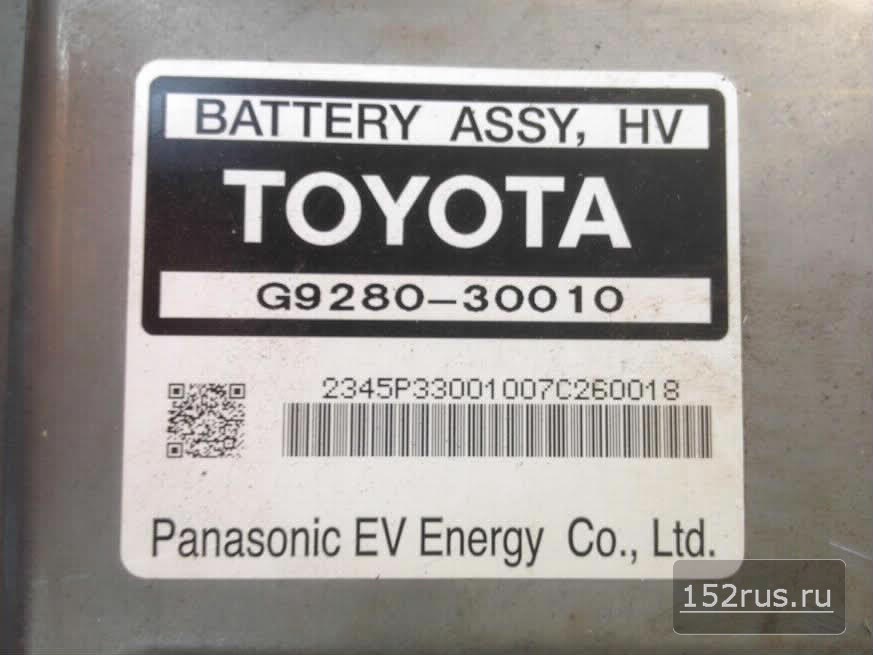 BATTERY ASSY, HV
TOYOTA
G9280-30010
2345P33001007C260018
Panasonic EV Energy Co., Ltd.
152rus.ru